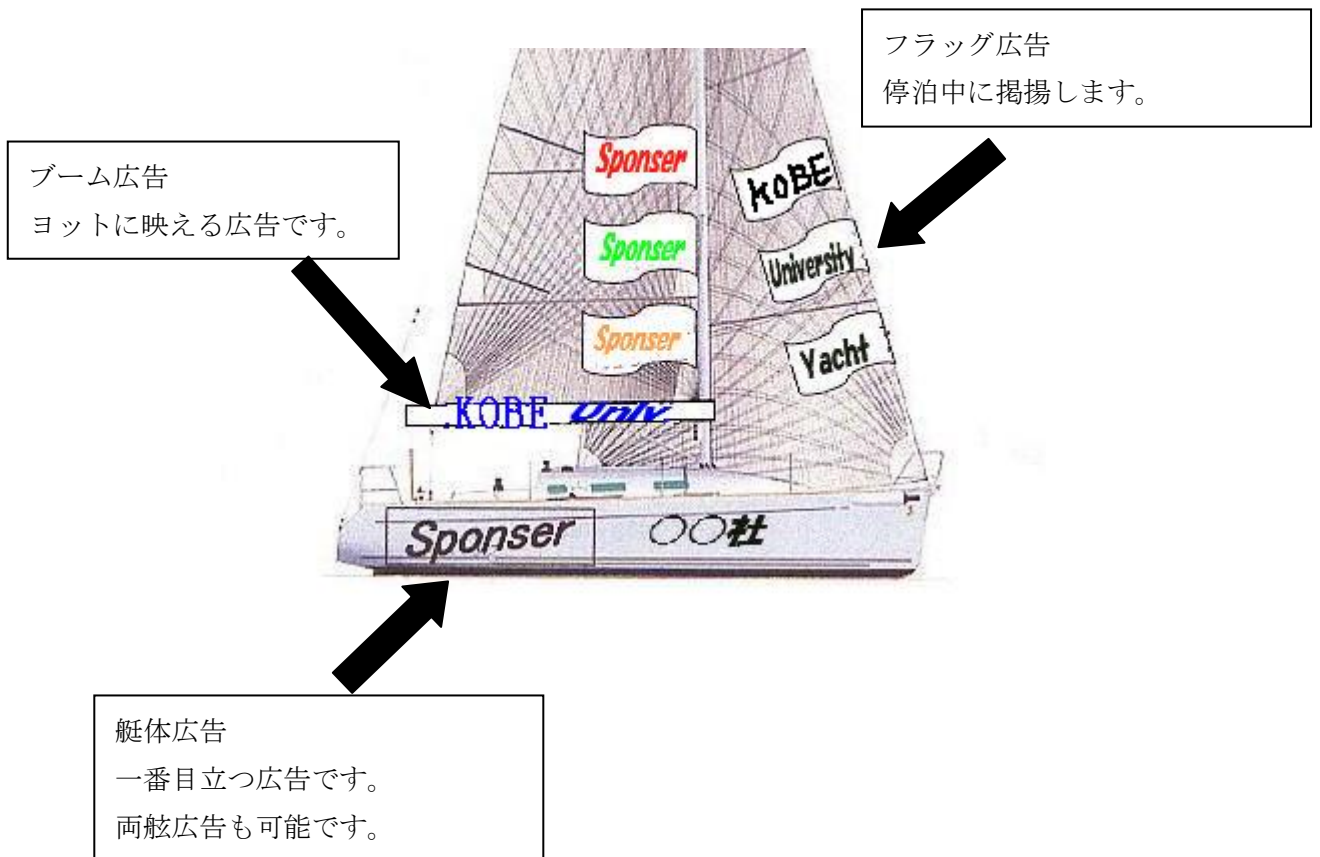 フラッグ広告
停泊中に掲揚します。
ブーム広告
ヨットに映える広告です。
Sponser
Sponser
Sponser
KOBE
University
Yacht
.KOBE Univ.
Sponser
○○社
艇体広告
一番目立つ広告です。
両舷広告も可能です。